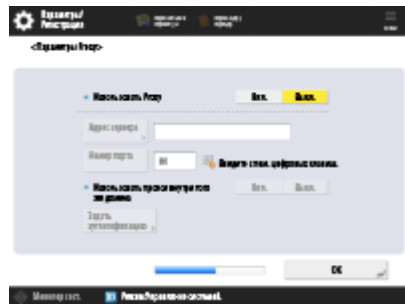 Параметры/
Регистрация
<Параметры Proxy>
Использовать Proxy
Вкл.
Выкл.
Адрес сервера
Номер порта
80
Введите с пом. цифровых клавиш.
Использовать прокси внутри того
же домена
Вкл.
Выкл.
Задать
аутентификацию
OK
Монитор сост.